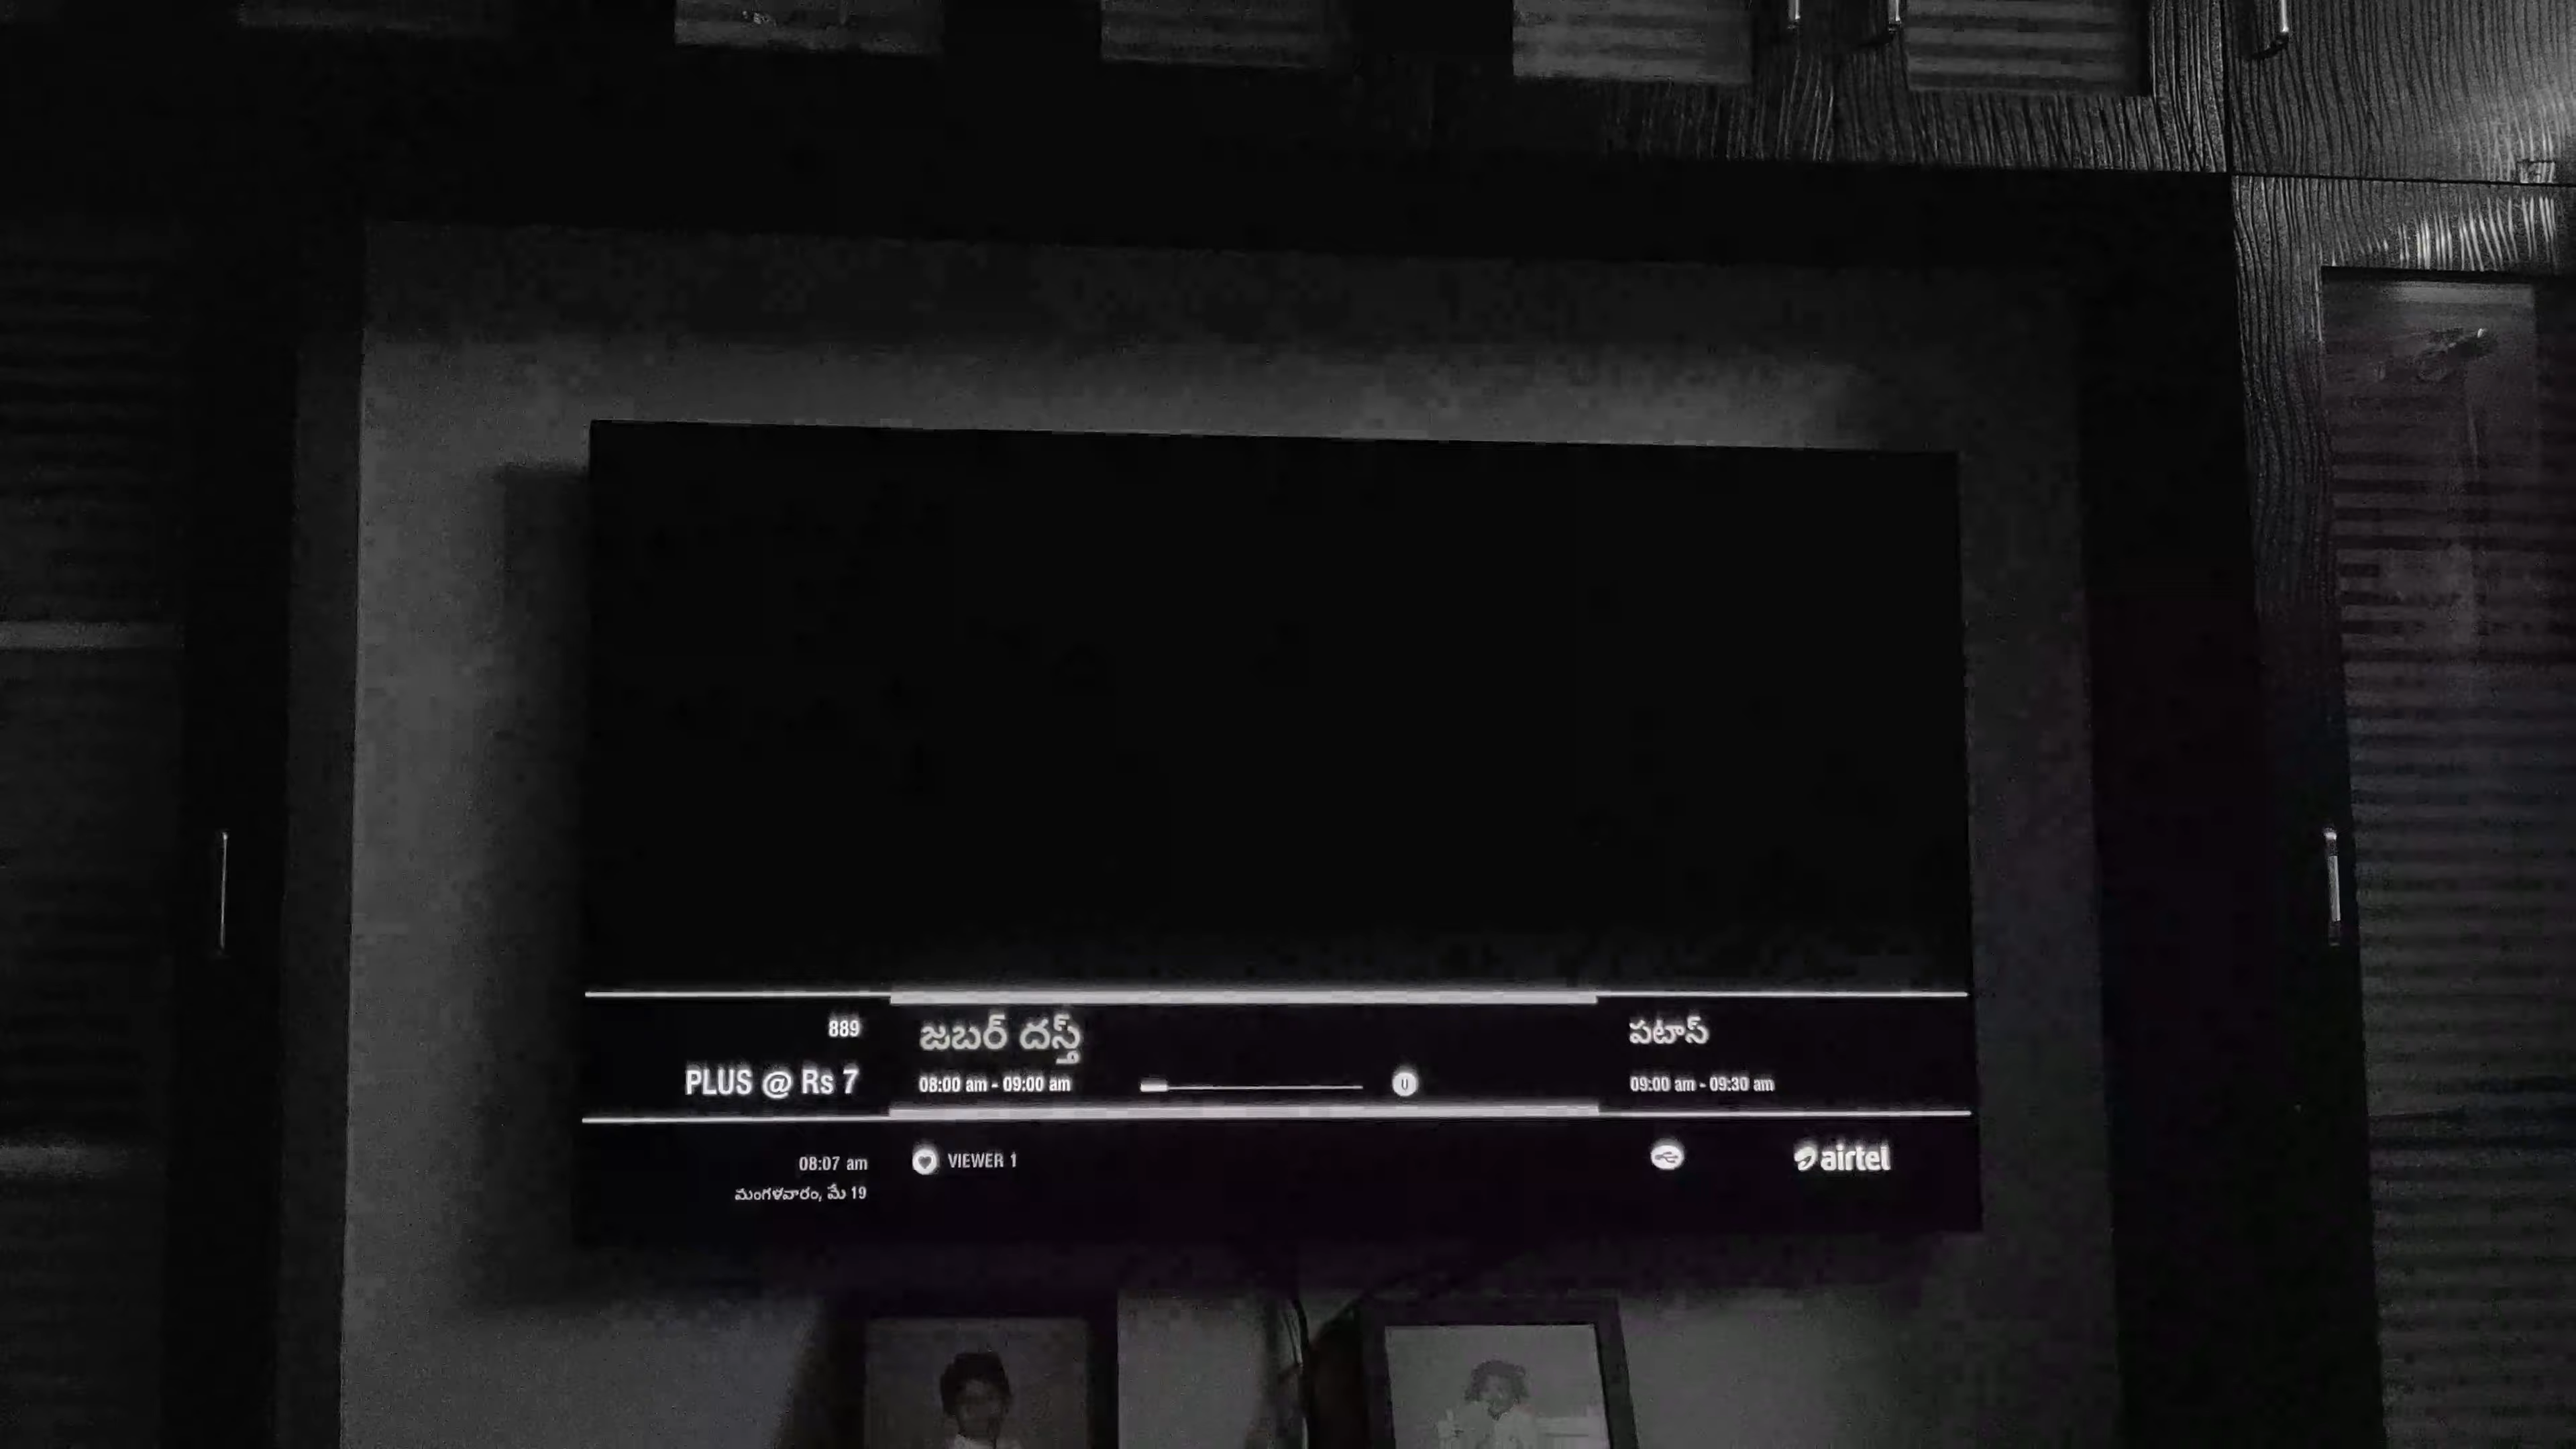 889
PLUS @ Rs 7
జబర్ దస్త్
08:00 am - 09:00 am
U
పటాస్
09:00 am - 09:30 am
08:07 am
మంగళవారం, మే 19
VIEWER 1
airtel